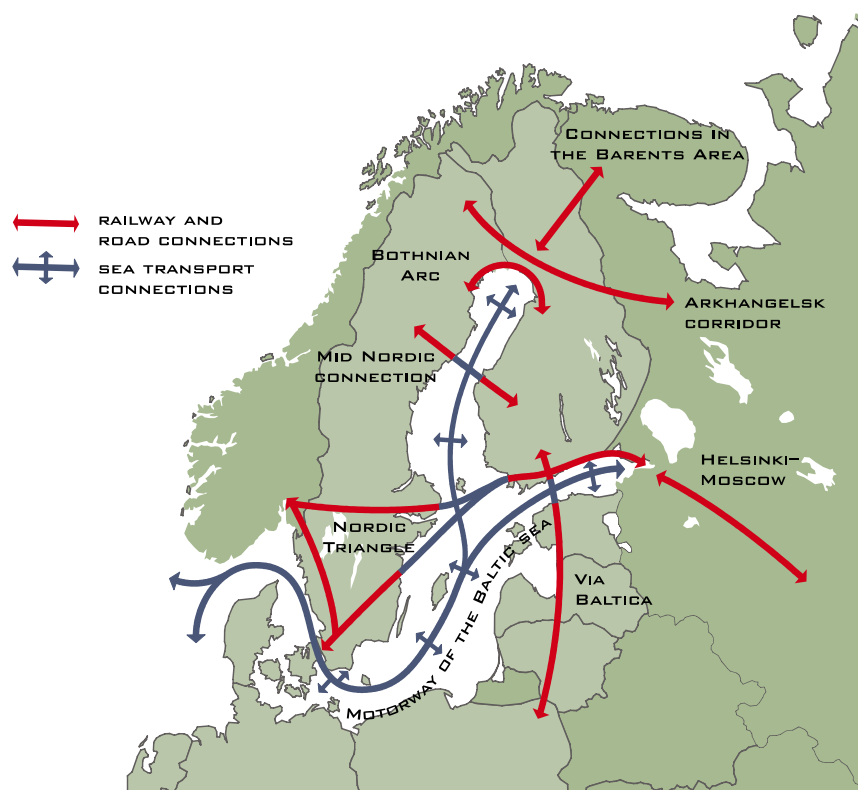 Connections in
the Barents Area
Railway and
road connections
Sea transport
connections
Bothnian
Arc
Arkhangelsk
corridor
Mid Nordic
connection
Helsinki–
Moscow
Nordic
Triangle
Via
Baltica
Motorway of the Baltic sea